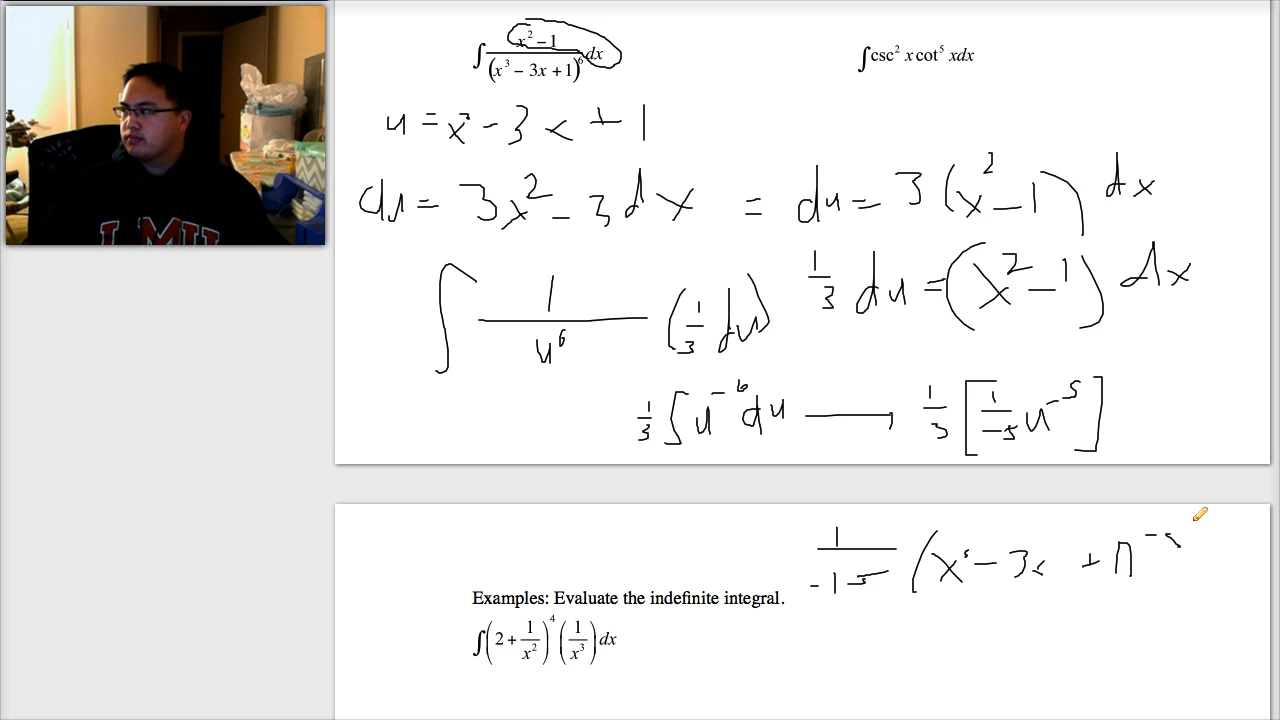 ∫ (x² − 1)/(x³ − 3x + 1)⁶ dx
∫csc² x cot⁵ xdx
u = x³ − 3x + 1
du = 3x² − 3 dx = du = 3(x² − 1) dx
∫ 1/u⁶ (1/3 du)
1/3 du = (x² − 1) dx
1/3 ∫ u⁻⁶ du → 1/3 [1/−5 u⁻⁵]
1/−15 (x³ − 3x + 1)⁻⁵
Examples: Evaluate the indefinite integral.
∫(2 + 1/x²)⁴ (1/x³) dx
LMU